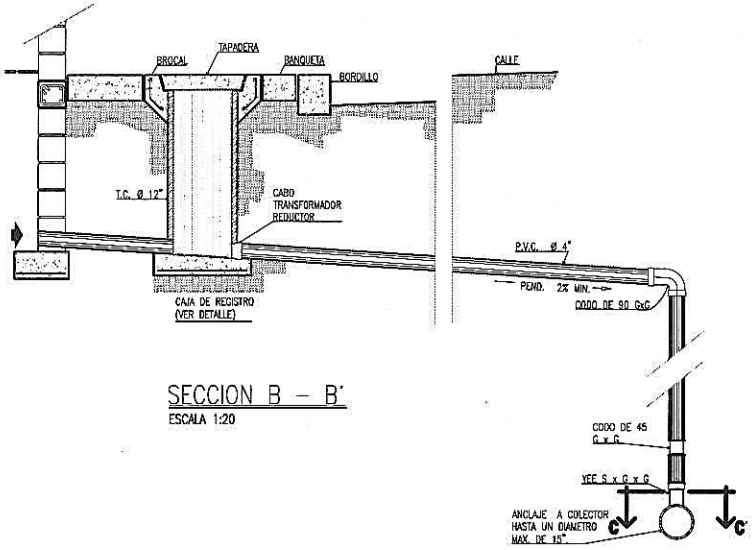 TAPADERA
BROCAL
BANQUETA
BORDILLO
CALLE
T.C. Ø 12"
CABO
TRANSFORMADOR
REDUCTOR
P.V.C. Ø 4"
PEND. 2% MIN.
CODO DE 90 GxG
CAJA DE REGISTRO
(VER DETALLE)
SECCION B - B'
ESCALA 1:20
CODO DE 45
G x G
YEE S x G x G
C C'
ANCLAJE A COLECTOR
HASTA UN DIAMETRO
MAX. DE 15".